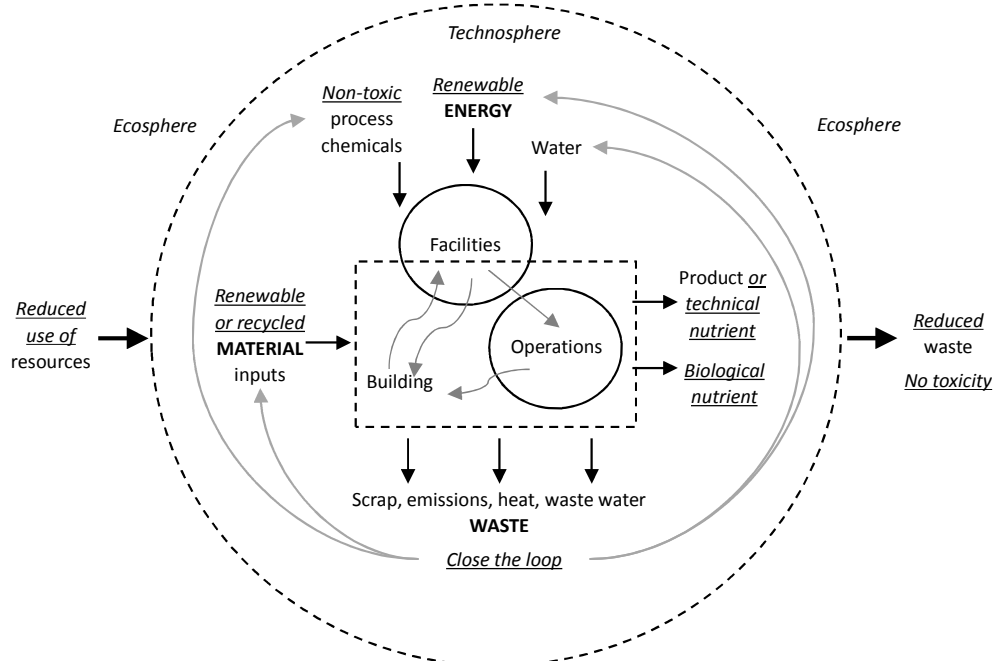 Technosphere
Ecosphere
Ecosphere
Non-toxic
process
chemicals
Renewable
ENERGY
Water
Facilities
Reduced
use of
resources
Renewable
or recycled
MATERIAL
inputs
Building
Operations
Product or
technical
nutrient
Biological
nutrient
Reduced
waste
No toxicity
Scrap, emissions, heat, waste water
WASTE
Close the loop